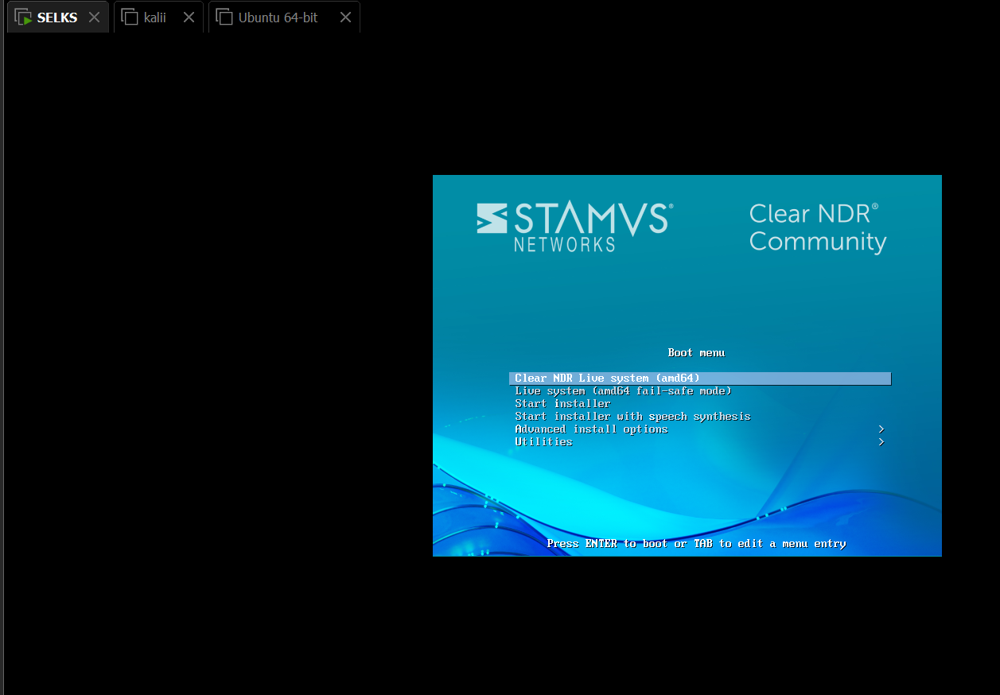 SELKS
kalii
Ubuntu 64-bit
STAMVS®
NETWORKS
Clear NDR®
Community
Boot menu
Clear NDR Live system (amd64)
Live system (amd64 fail-safe mode)
Start installer
Start installer with speech synthesis
Advanced install options >
Utilities >
Press ENTER to boot or TAB to edit a menu entry